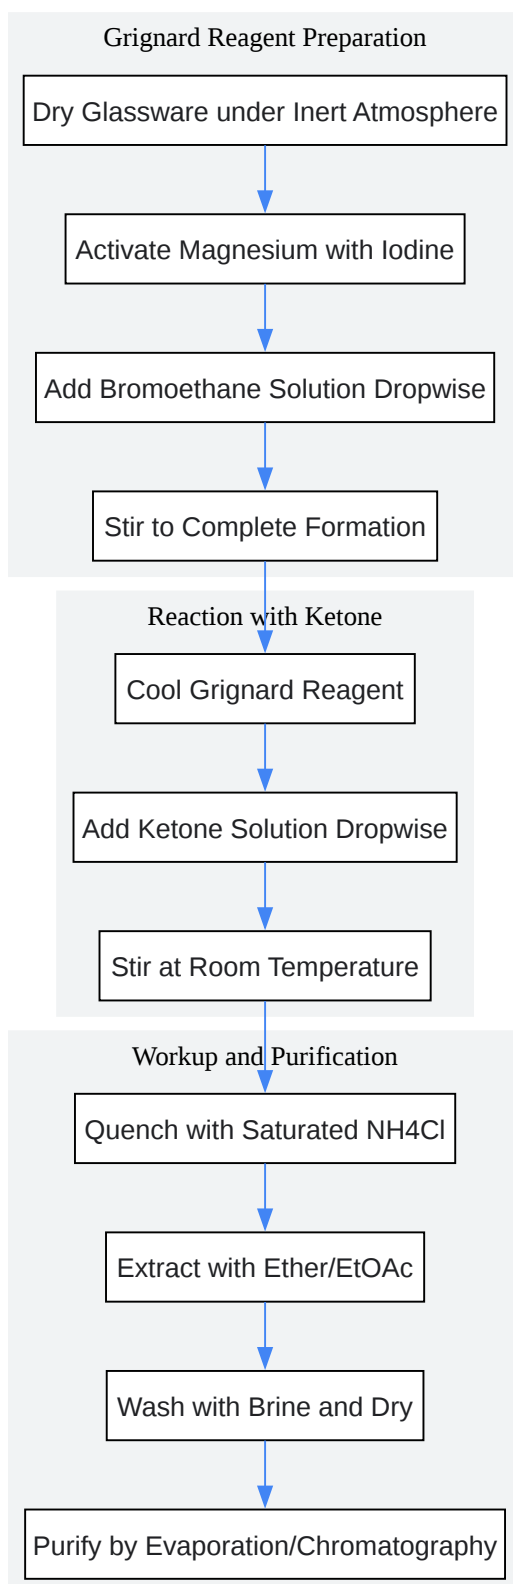 Grignard Reagent Preparation
Dry Glassware under Inert Atmosphere
Activate Magnesium with Iodine
Add Bromoethane Solution Dropwise
Stir to Complete Formation
Reaction with Ketone
Cool Grignard Reagent
Add Ketone Solution Dropwise
Stir at Room Temperature
Workup and Purification
Quench with Saturated NH4Cl
Extract with Ether/EtOAc
Wash with Brine and Dry
Purify by Evaporation/Chromatography